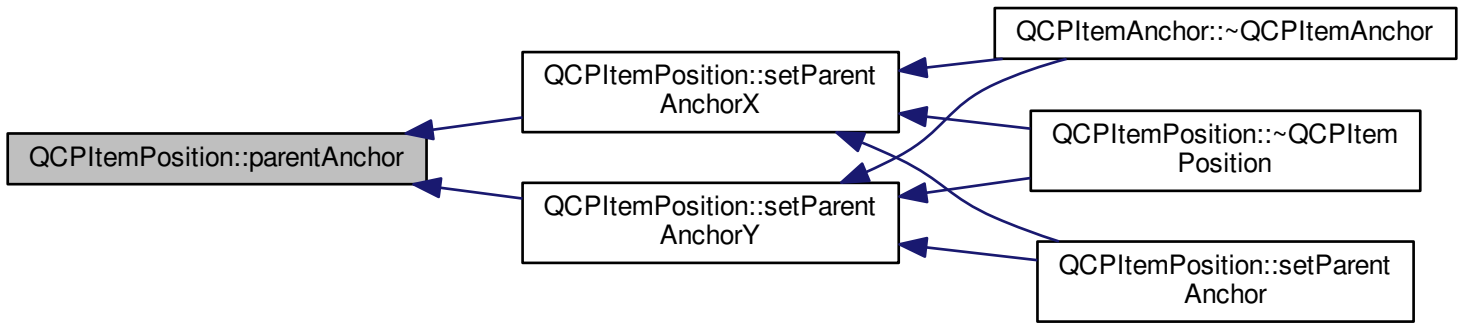 QCPItemPosition::parentAnchor
QCPItemPosition::setParent
AnchorX
QCPItemPosition::setParent
AnchorY
QCPItemAnchor::~QCPItemAnchor
QCPItemPosition::~QCPItem
Position
QCPItemPosition::setParent
Anchor